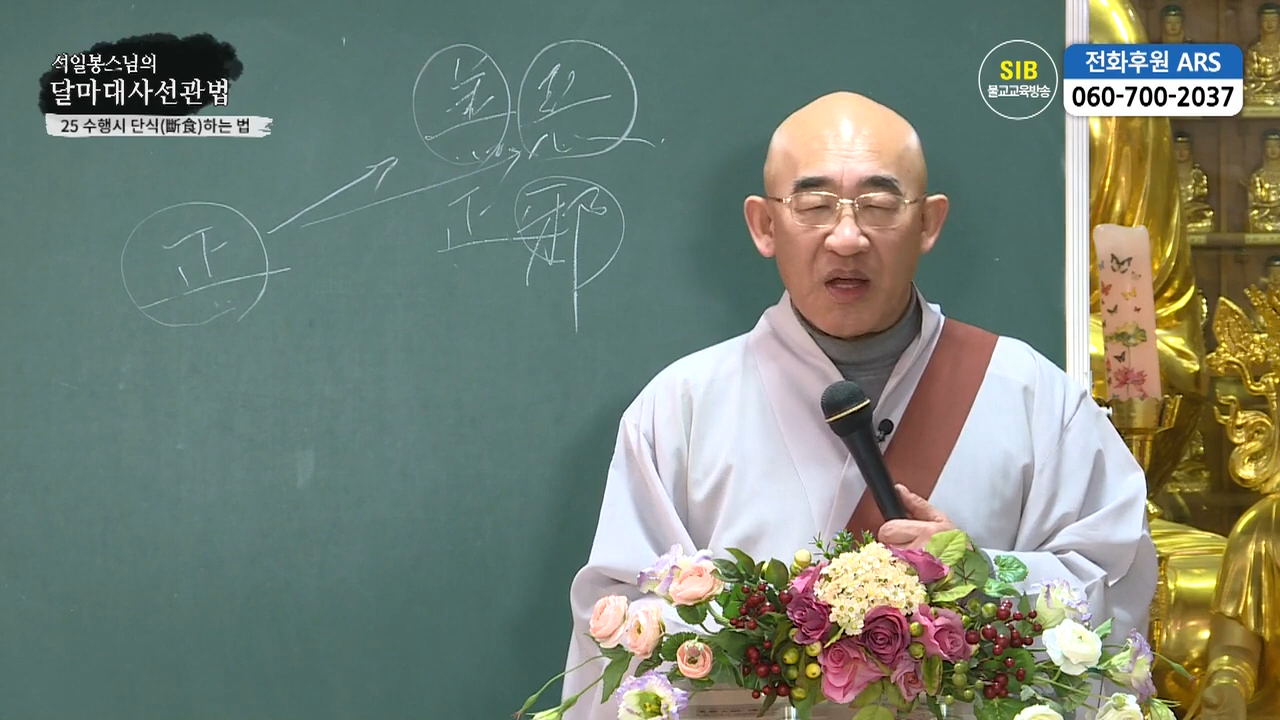 석일봉스님의
달마대사선관법
25 수행시 단식(斷食)하는 법
SIB
불교교육방송
전화후원 ARS
060-700-2037
正
正 邪